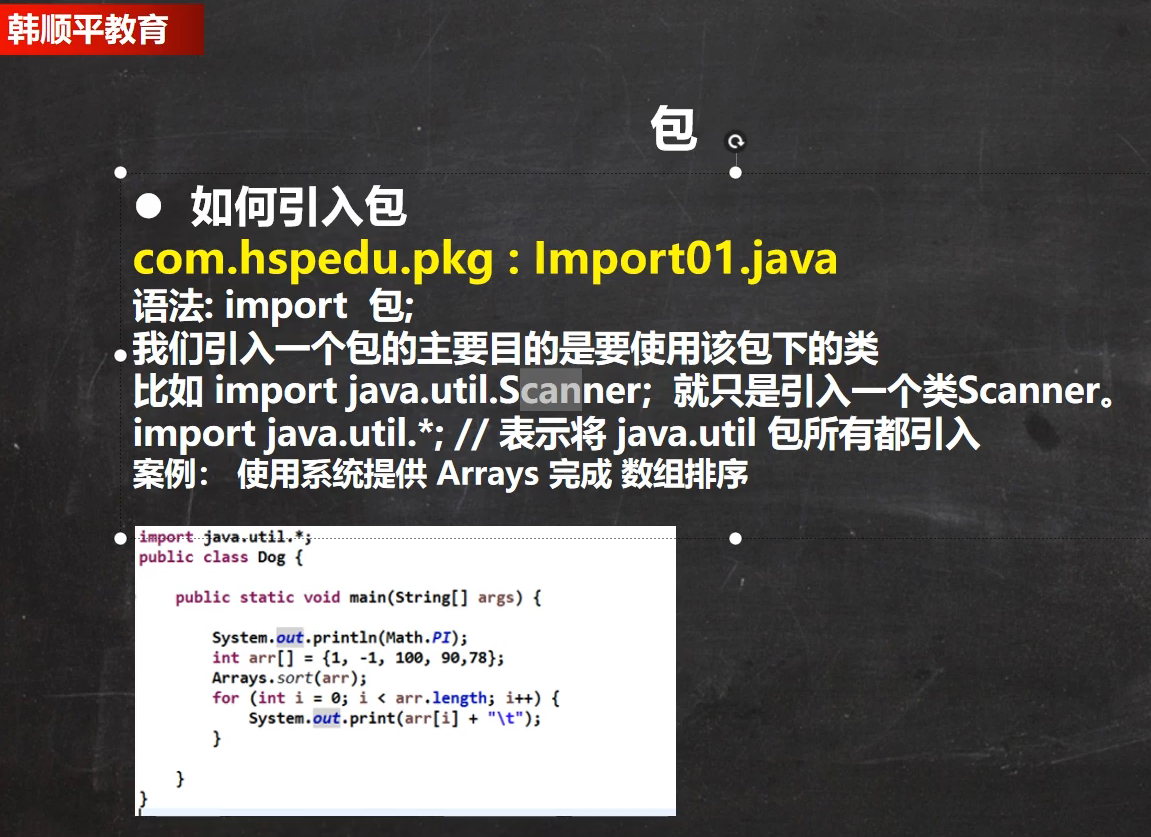 韩顺平教育
包
● 如何引入包
com.hspedu.pkg : Import01.java
语法: import  包;
我们引入一个包的主要目的是要使用该包下的类
比如 import java.util.Scanner;  就只是引入一个类Scanner。
import java.util.*; // 表示将 java.util 包所有都引入
案例： 使用系统提供 Arrays 完成 数组排序
import java.util.*;
public class Dog {
    public static void main(String[] args) {
        System.out.println(Math.PI);
        int arr[] = {1, -1, 100, 90,78};
        Arrays.sort(arr);
        for (int i = 0; i < arr.length; i++) {
            System.out.print(arr[i] + "\t");
        }
    }
}